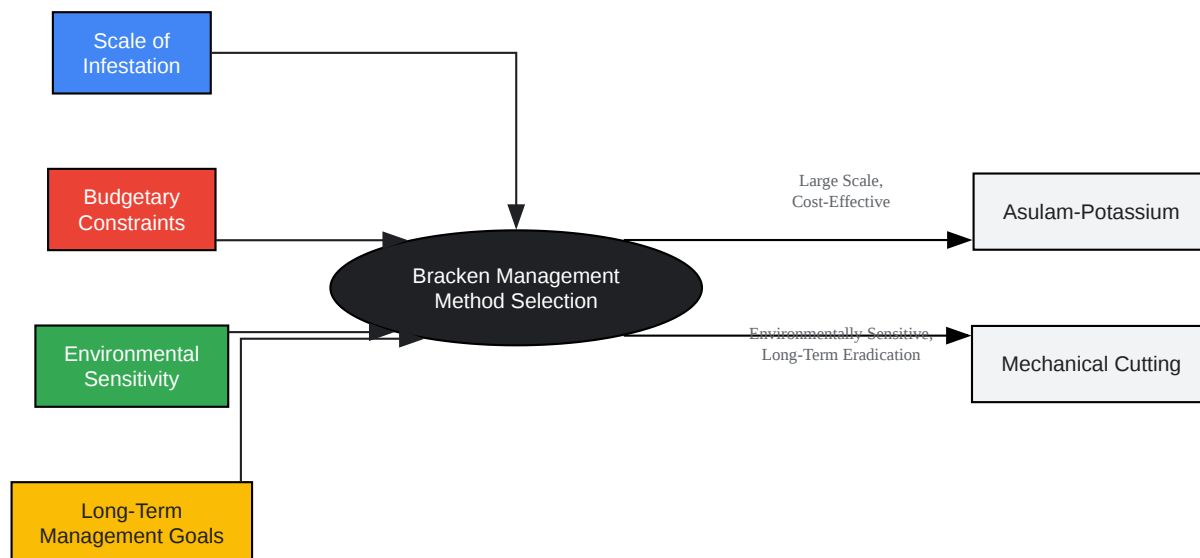 Scale of
Infestation
Budgetary
Constraints
Environmental
Sensitivity
Long-Term
Management Goals
Bracken Management
Method Selection
Large Scale,
Cost-Effective
Environmentally Sensitive,
Long-Term Eradication
Asulam-Potassium
Mechanical Cutting